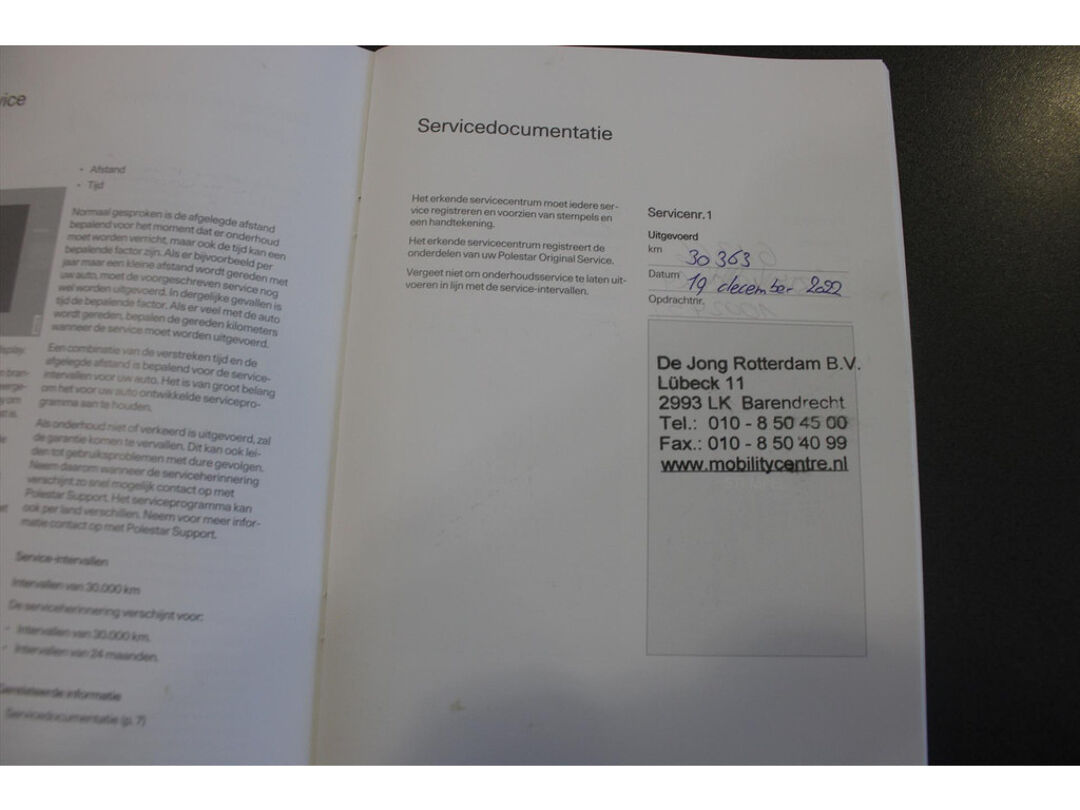 • Afstand
• Tijd
Normaal gesproken is de afgelegde afstand
bepalend voor het moment dat er onderhoud
moet worden verricht, maar ook de tijd kan een
bepalende factor zijn. Als er bijvoorbeeld per
jaar maar een kleine afstand wordt gereden met
uw auto, moet de voorgeschreven service nog
wel worden uitgevoerd. In dergelijke gevallen is
tijd de bepalende factor. Als er veel met de auto
wordt gereden, bepalen de gereden kilometers
wanneer de service moet worden uitgevoerd.
Een combinatie van de verstreken tijd en de
afgelegde afstand is bepalend voor de service-
intervallen voor uw auto. Het is van groot belang
om het voor uw auto ontwikkelde servicepro-
gramma aan te houden.
Als onderhoud niet of verkeerd is uitgevoerd, zal
de garantie komen te vervallen. Dit kan ook lei-
den tot gebruiksproblemen met dure gevolgen.
Neem daarom wanneer de serviceherinnering
verschijnt zo snel mogelijk contact op met
Polestar Support. Het serviceprogramma kan
ook per land verschillen. Neem voor meer infor-
matie contact op met Polestar Support.
Service-intervallen
Intervallen van 30.000 km
De serviceherinnering verschijnt voor:
• Intervallen van 30.000 km.
• Intervallen van 24 maanden.
Gerelateerde informatie
Servicedocumentatie (p. 7)
Servicedocumentatie
Het erkende servicecentrum moet iedere ser-
vice registreren en voorzien van stempels en
een handtekening.
Het erkende servicecentrum registreert de
onderdelen van uw Polestar Original Service.
Vergeet niet om onderhoudsservice te laten uit-
voeren in lijn met de service-intervallen.
Servicenr. 1
Uitgevoerd
km 30 363
Datum 19 december 2022
Opdrachtnr.
De Jong Rotterdam B.V.
Lübeck 11
2993 LK Barendrecht
Tel.: 010 - 8 50 45 00
Fax.: 010 - 8 50 40 99
www.mobilitycentre.nl